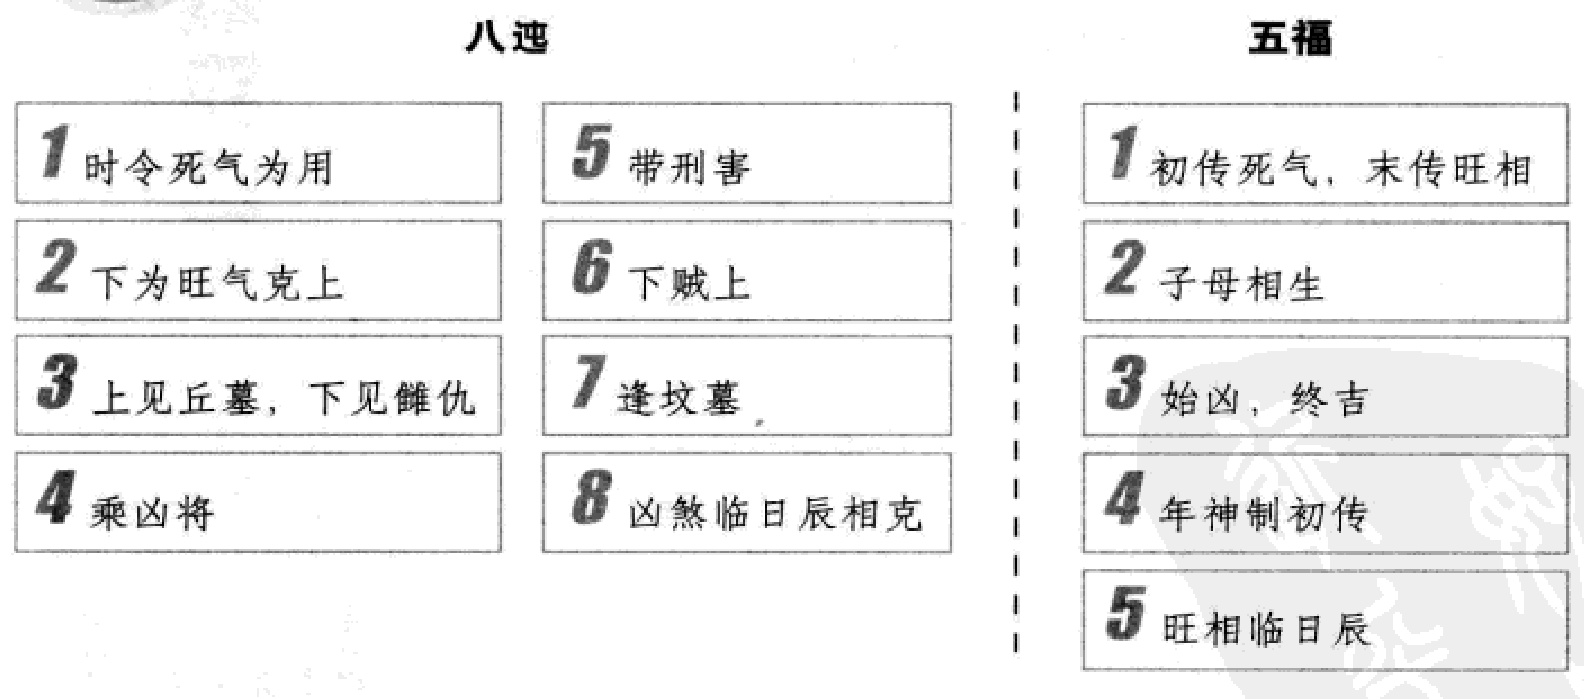 八迍
1 时令死气为用
2 下为旺气克上
3 上见丘墓，下见雠仇
4 乘凶将
5 带刑害
6 下贼上
7 逢坟墓
8 凶煞临日辰相克
五福
1 初传死气，末传旺相
2 子母相生
3 始凶，终吉
4 年神制初传
5 旺相临日辰